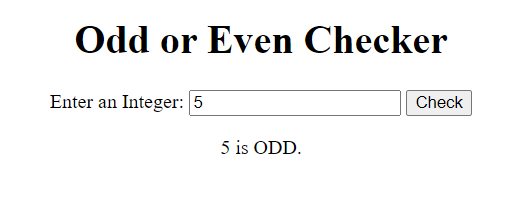 Odd or Even Checker
Enter an Integer: 5 Check
5 is ODD.